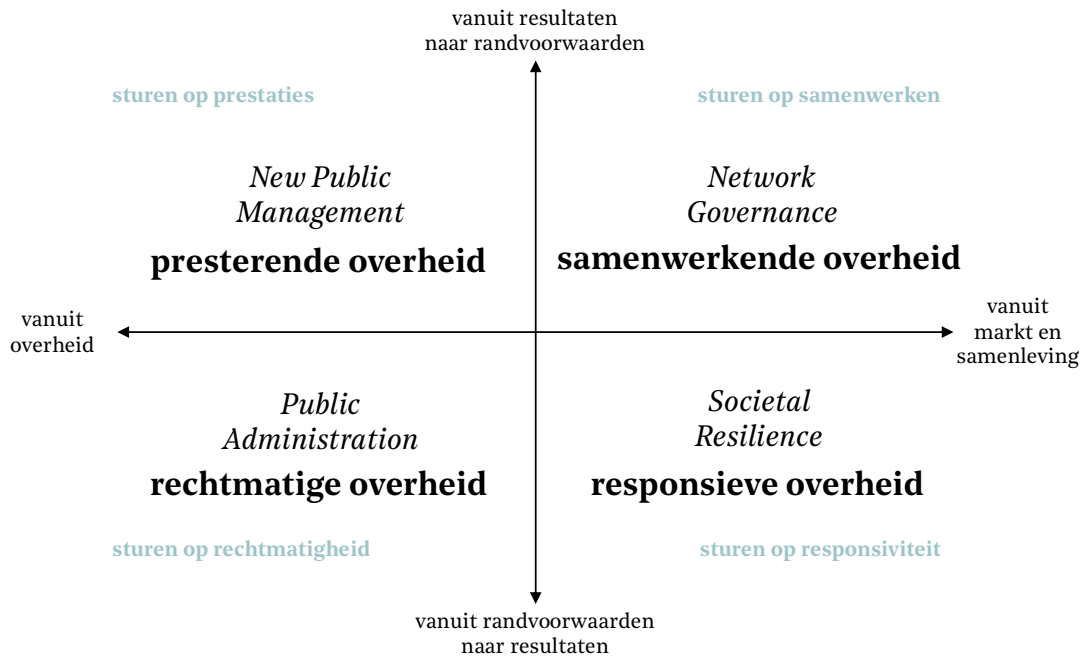 vanuit resultaten
naar randvoorwaarden
sturen op prestaties
sturen op samenwerken
New Public
Management
presterende overheid
Network
Governance
samenwerkende overheid
vanuit
overheid
vanuit
markt en
samenleving
Public
Administration
rechtmatige overheid
Societal
Resilience
responsieve overheid
sturen op rechtmatigheid
sturen op responsiviteit
vanuit randvoorwaarden
naar resultaten